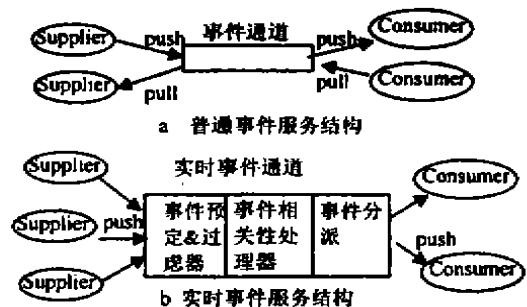 Supplier push 事件通道 push Consumer
Supplier pull pull Consumer
a 普通事件服务结构
Supplier 实时事件通道 Consumer
Supplier push 事件预 事件相 事件分
定&过 关性处 派 push
虑器 理器
Supplier Consumer
b 实时事件服务结构